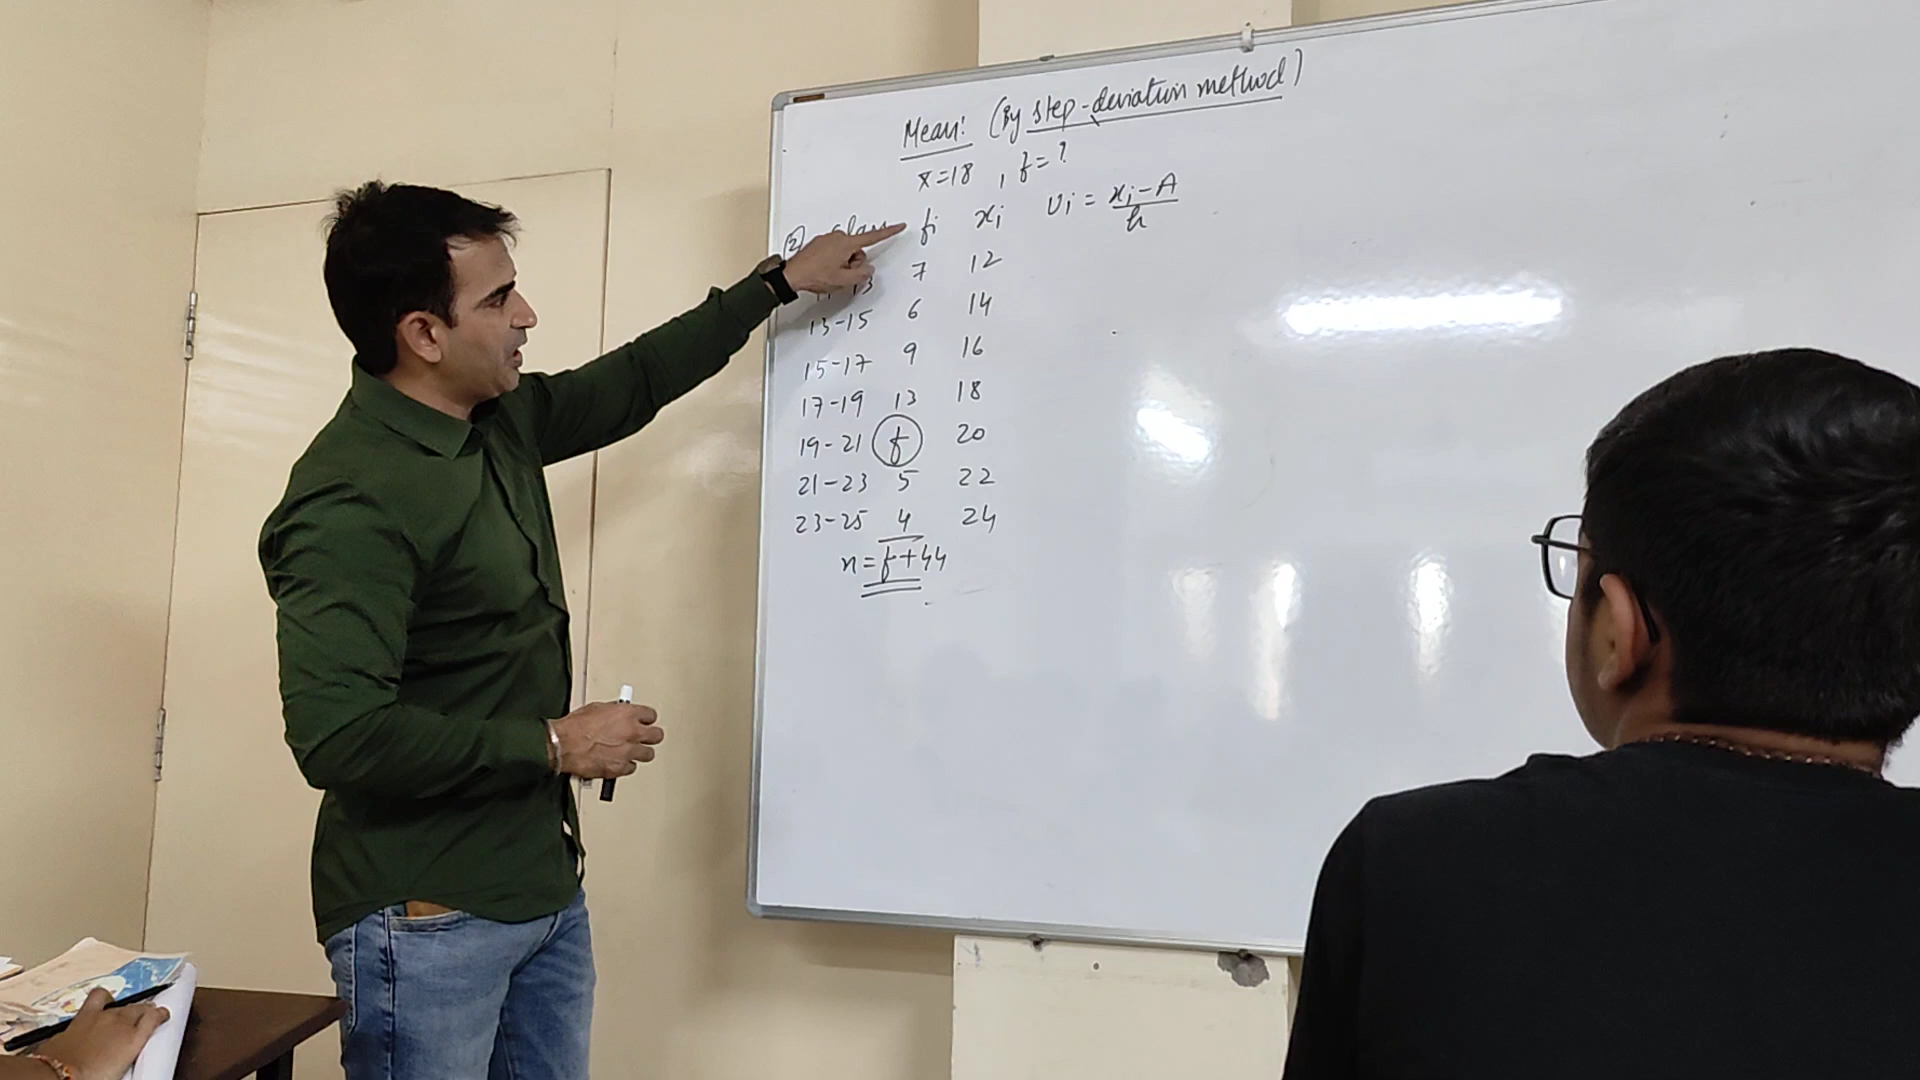 Mean: (By step-deviation method)
x̄=18 , f=?
② Class fi xi Ui = xi-A/h
11-13 7 12
13-15 6 14
15-17 9 16
17-19 13 18
19-21 f 20
21-23 5 22
23-25 4 24
n=f+44